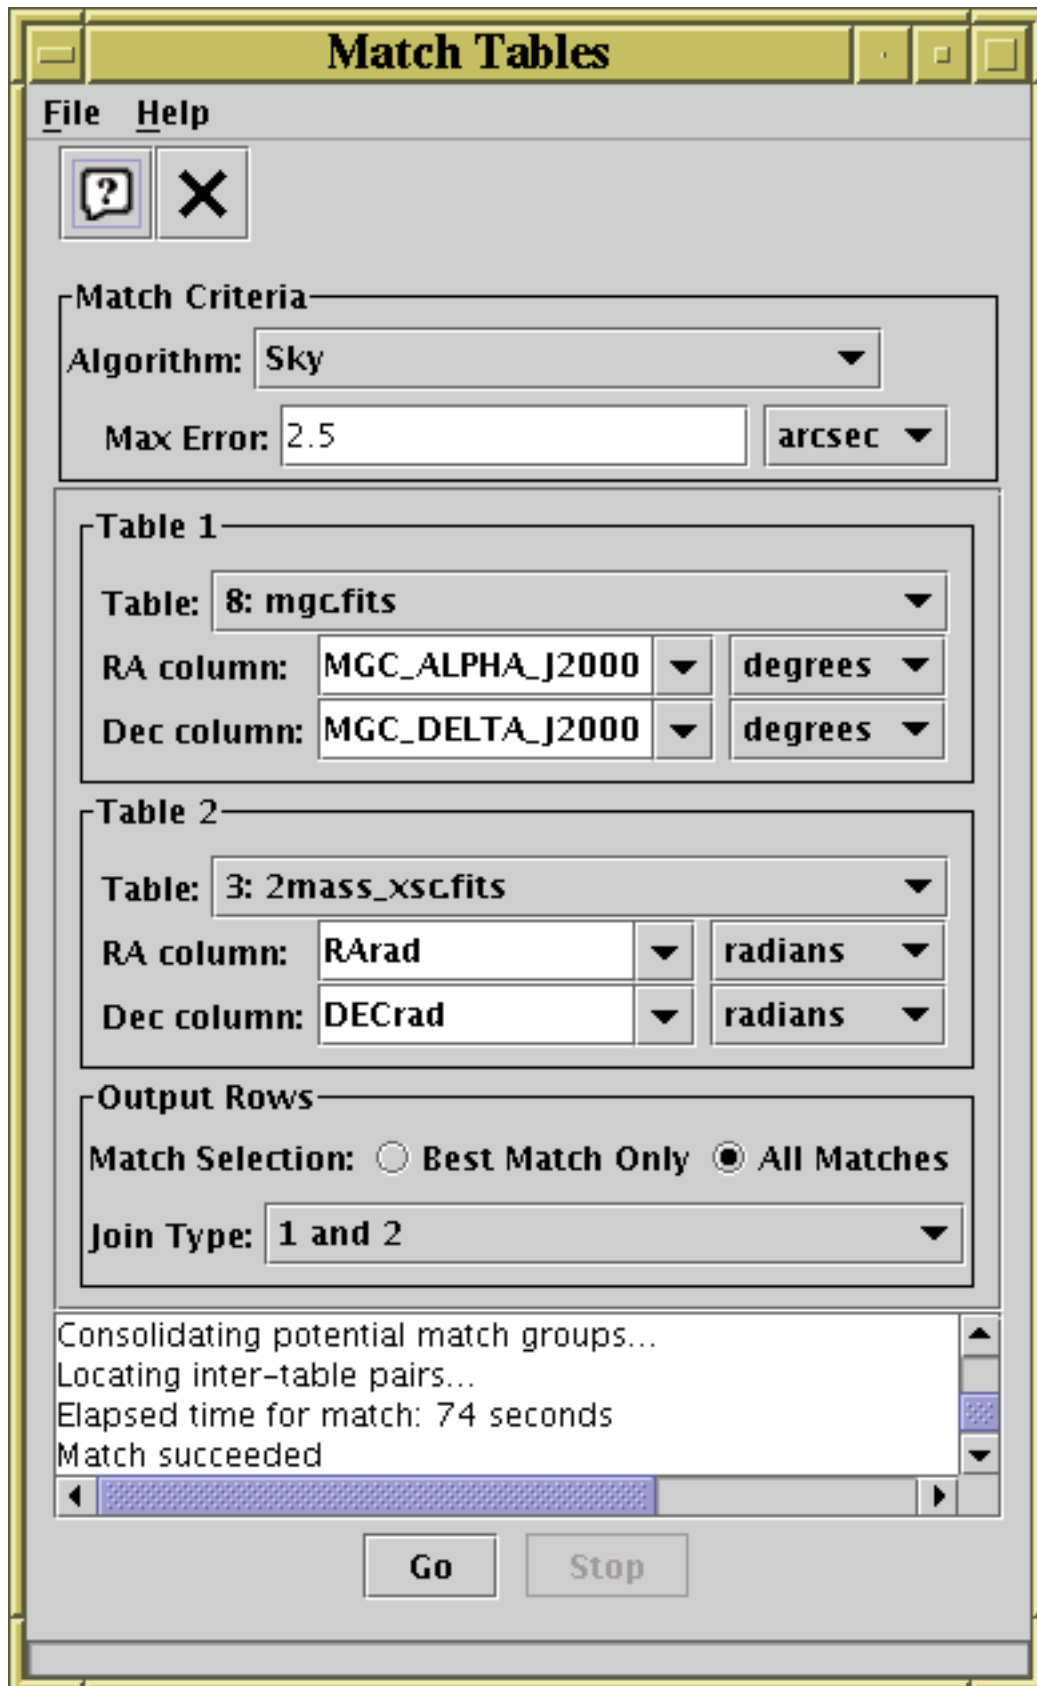 Match Tables
File Help
?
Match Criteria
Algorithm: Sky
Max Error: 2.5 arcsec
Table 1
Table: 8: mgc.fits
RA column: MGC_ALPHA_J2000 degrees
Dec column: MGC_DELTA_J2000 degrees
Table 2
Table: 3: 2mass_xsc.fits
RA column: RArad radians
Dec column: DECrad radians
Output Rows
Match Selection: Best Match Only All Matches
Join Type: 1 and 2
Consolidating potential match groups...
Locating inter-table pairs...
Elapsed time for match: 74 seconds
Match succeeded
Go Stop